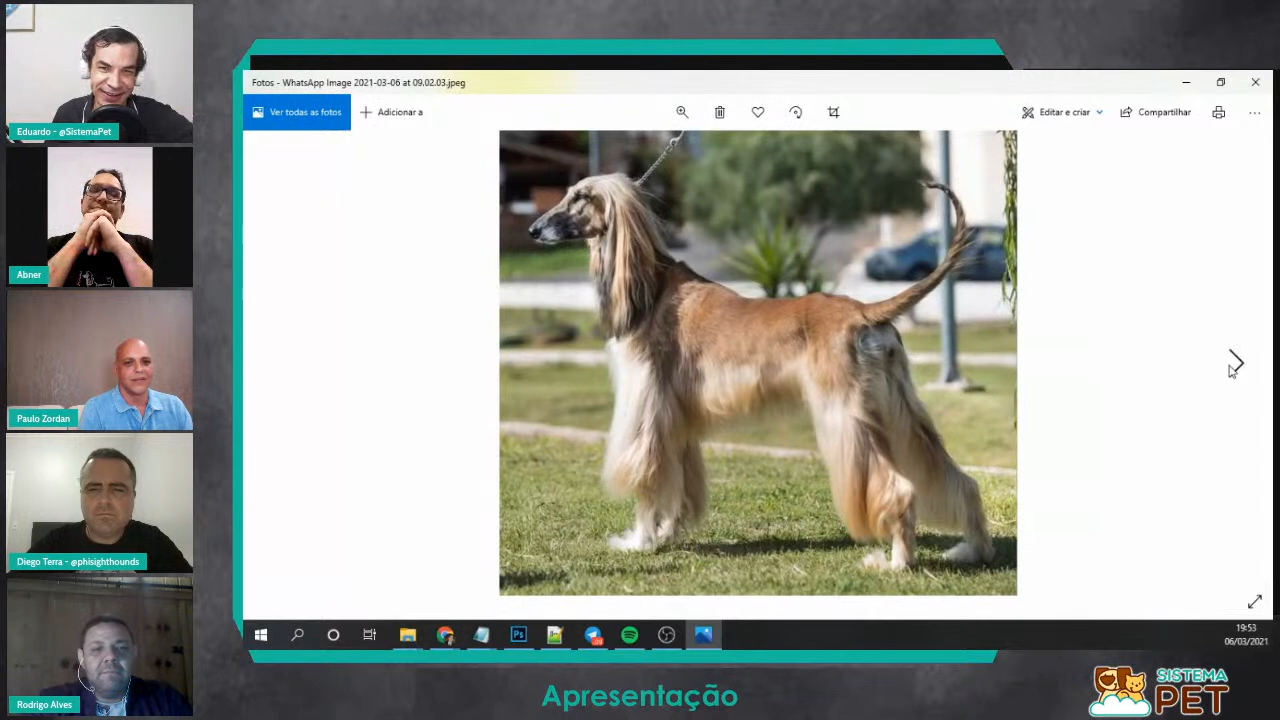 Eduardo - @SistemaPet
Abner
Paulo Zordan
Diego Terra - @phisighthounds
Rodrigo Alves
Fotos - WhatsApp Image 2021-03-06 at 09.02.03.jpeg
Ver todas as fotos
Adicionar a
Editar e criar
Compartilhar
Ps
19:53
06/03/2021
Apresentação
SISTEMA
PET